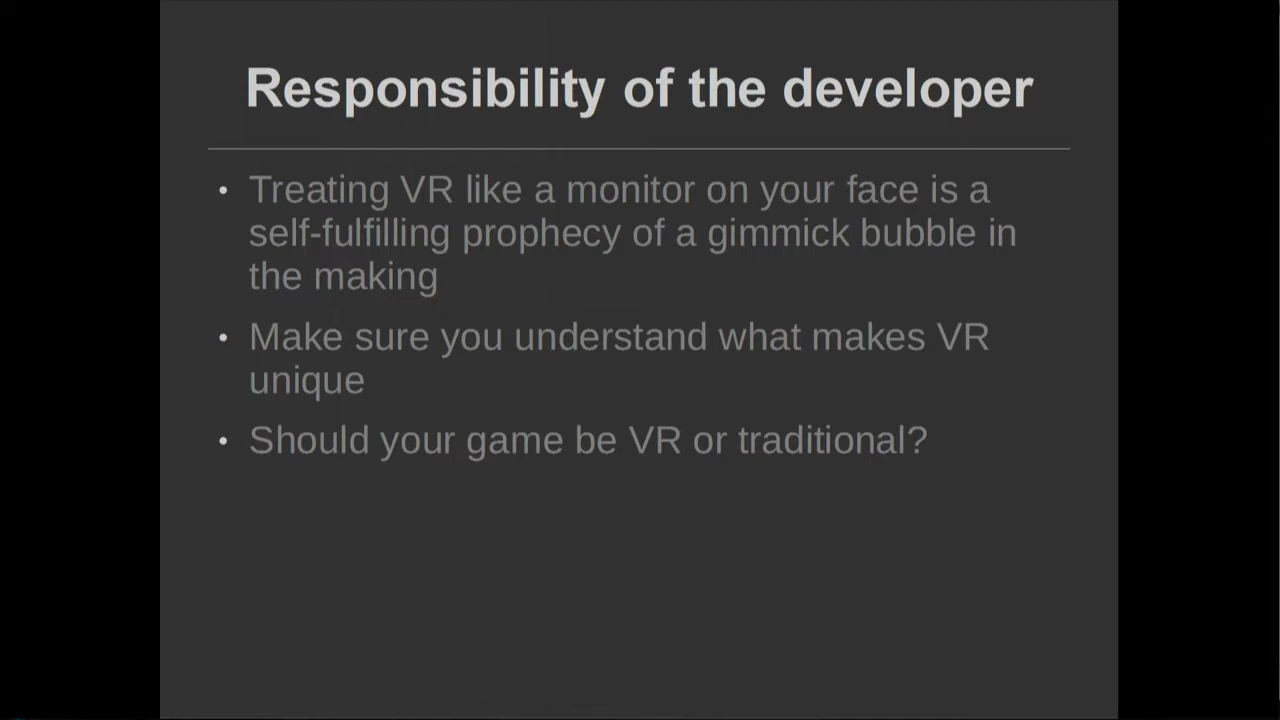 Responsibility of the developer
• Treating VR like a monitor on your face is a
self-fulfilling prophecy of a gimmick bubble in
the making
• Make sure you understand what makes VR
unique
• Should your game be VR or traditional?